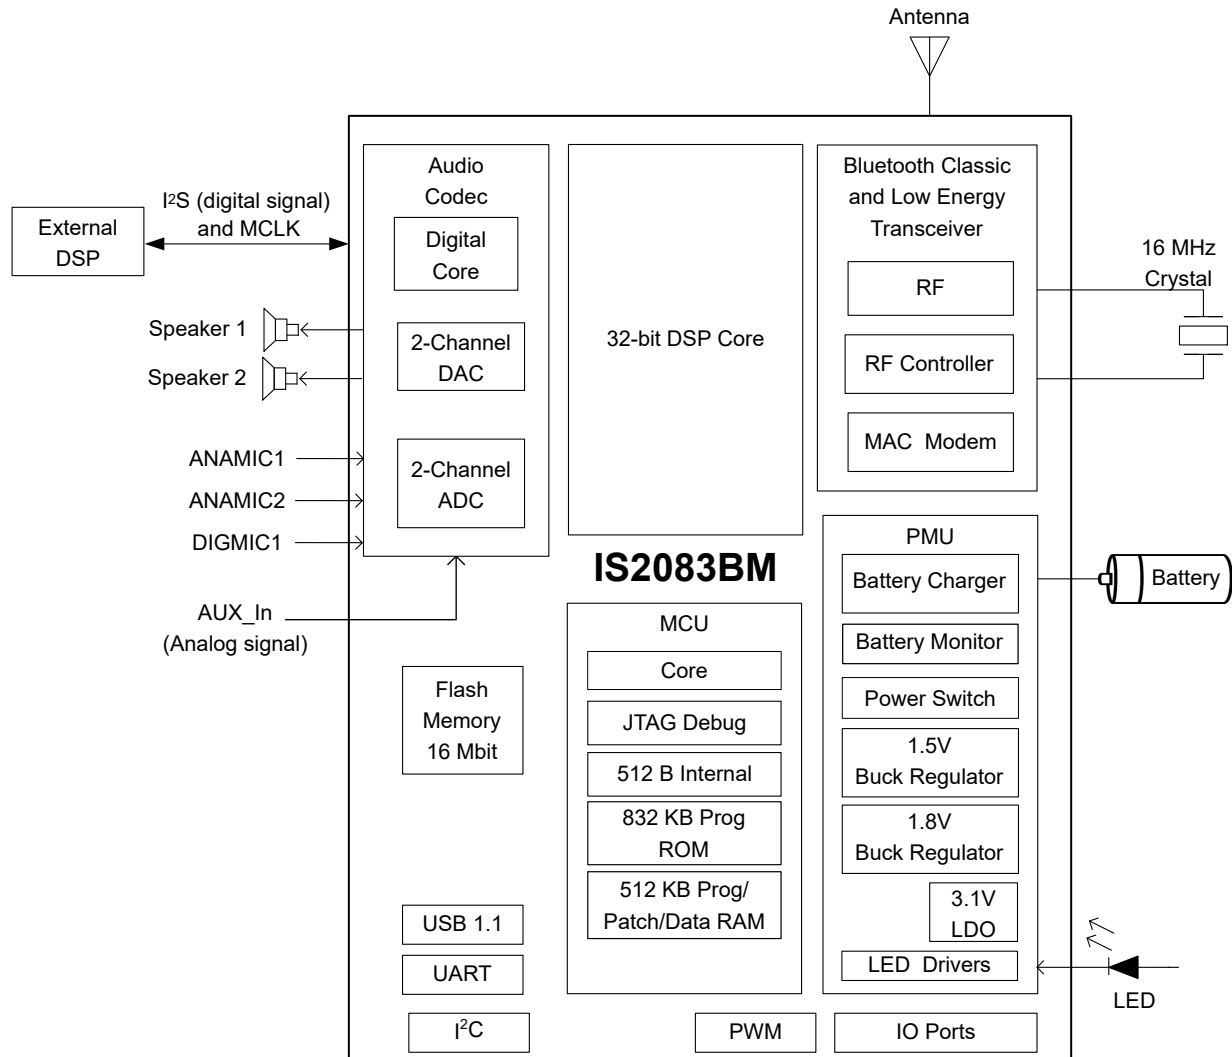 Antenna
Audio
Codec
Digital
Core
2-Channel
DAC
2-Channel
ADC
I²S (digital signal)
and MCLK
External
DSP
Speaker 1
Speaker 2
ANAMIC1
ANAMIC2
DIGMIC1
AUX_In
(Analog signal)
32-bit DSP Core
Bluetooth Classic
and Low Energy
Transceiver
RF
RF Controller
MAC Modem
16 MHz
Crystal
IS2083BM
PMU
Battery Charger
Battery Monitor
Power Switch
1.5V
Buck Regulator
1.8V
Buck Regulator
3.1V
LDO
LED Drivers
Battery
LED
MCU
Core
JTAG Debug
512 B Internal
832 KB Prog
ROM
512 KB Prog/
Patch/Data RAM
Flash
Memory
16 Mbit
USB 1.1
UART
I²C
PWM
IO Ports